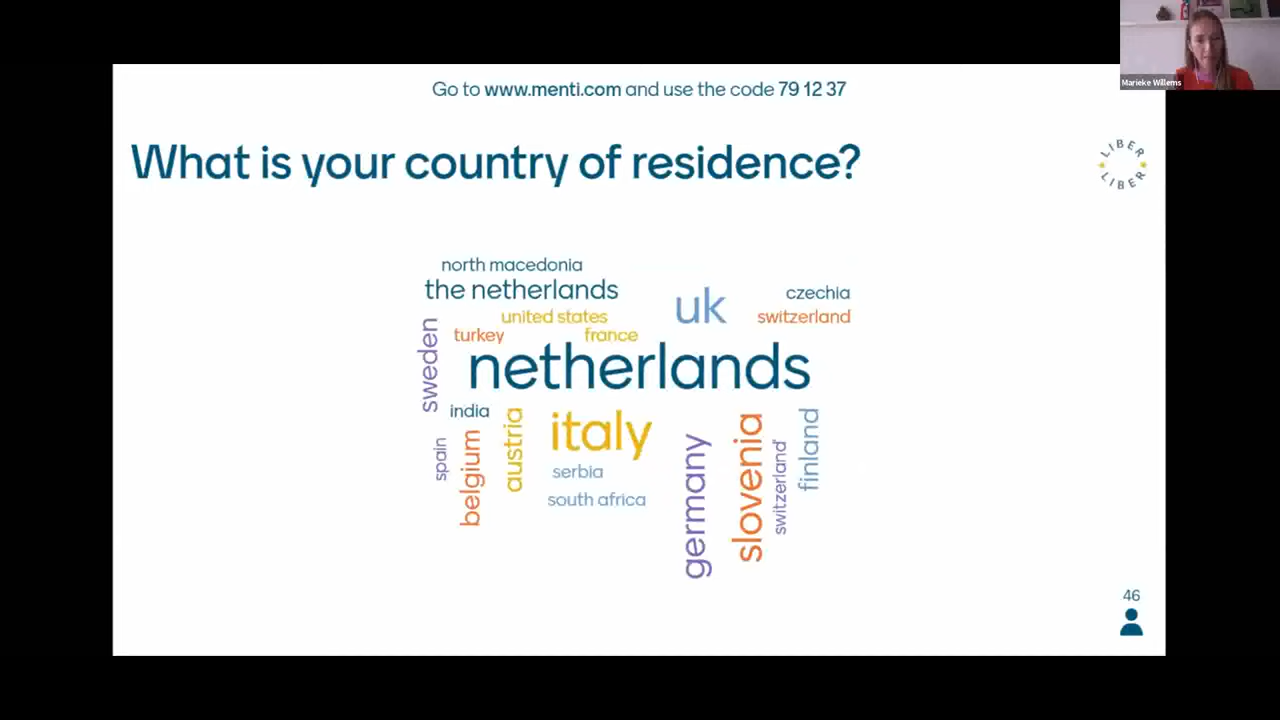 Marieke Willems
Go to www.menti.com and use the code 79 12 37
What is your country of residence?
LIBER
LIBER
north macedonia
the netherlands
uk
czechia
united states
switzerland
turkey
france
sweden
netherlands
india
austria
italy
spain
belgium
serbia
south africa
germany
slovenia
switzerland'
finland
46